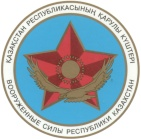 ҚАЗАҚСТАН РЕСПУБЛИКАСЫНЫҢ ҚАРУЛЫ КҮШТЕРІ
ВООРУЖЕННЫЕ СИЛЫ РЕСПУБЛИКИ КАЗАХСТАН